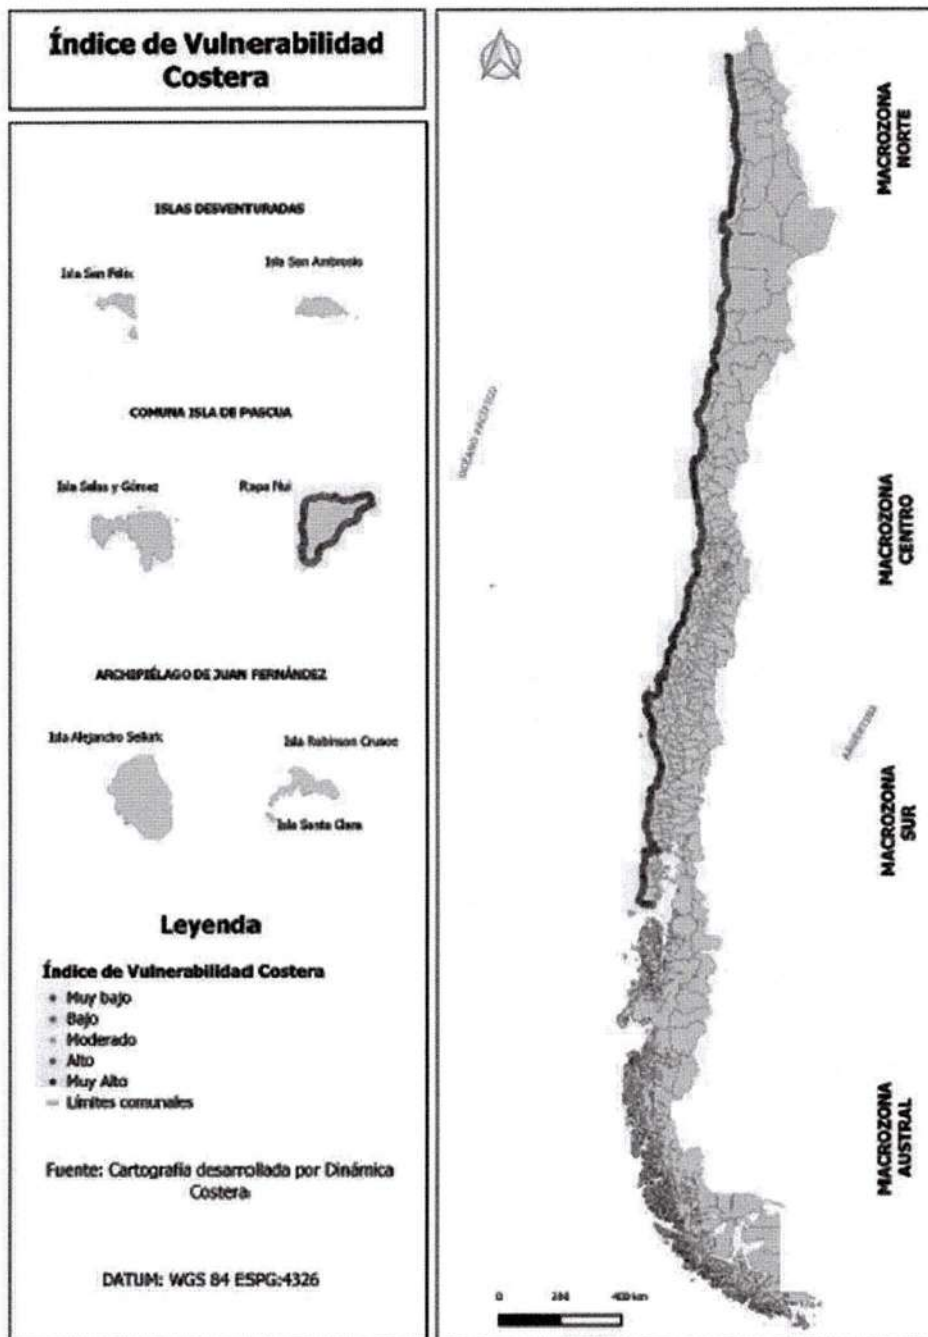 Índice de Vulnerabilidad
Costera
ISLAS DESVENTURADAS
Isla San Félix
Isla San Ambrosio
COMUNA ISLA DE PASCUA
Isla Salas y Gómez
Rapa Nui
ARCHIPIÉLAGO DE JUAN FERNÁNDEZ
Isla Alejandro Selkirk
Isla Robinson Crusoe
Isla Santa Clara
Leyenda
Índice de Vulnerabilidad Costera
Muy bajo
Bajo
Moderado
Alto
Muy Alto
Límites comunales
Fuente: Cartografía desarrollada por Dinámica
Costera
DATUM: WGS 84 ESPG:4326
OCÉANO PACÍFICO
MACROZONA
NORTE
MACROZONA
CENTRO
ARGENTINA
MACROZONA
SUR
MACROZONA
AUSTRAL
0 200 400 km